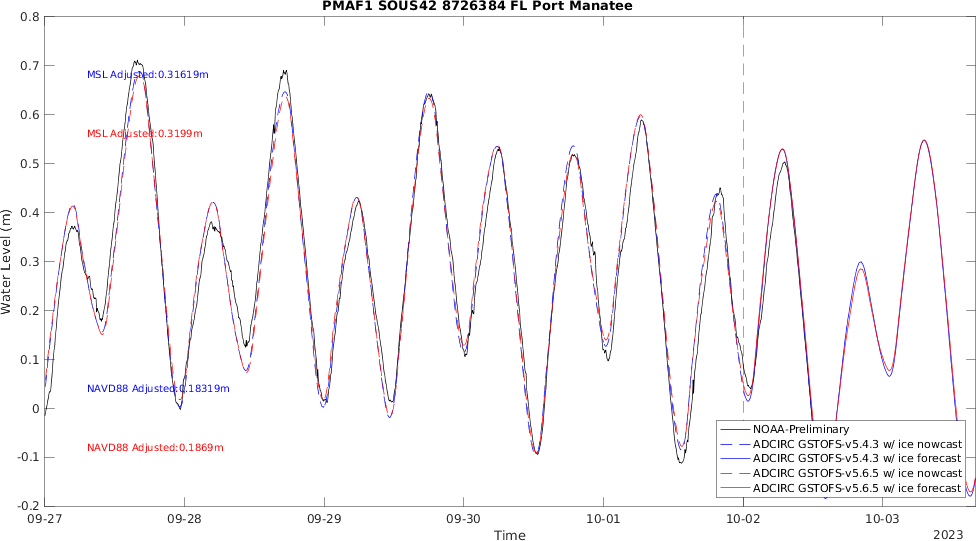 PMAF1 SOUS42 8726384 FL Port Manatee
0.8
0.7
0.6
0.5
0.4
0.3
0.2
0.1
0
-0.1
-0.2
Water Level (m)
MSL Adjusted:0.31619m
MSL Adjusted:0.3199m
NAVD88 Adjusted:0.18319m
NAVD88 Adjusted:0.1869m
NOAA-Preliminary
ADCIRC GSTOFS-v5.4.3 w/ ice nowcast
ADCIRC GSTOFS-v5.4.3 w/ ice forecast
ADCIRC GSTOFS-v5.6.5 w/ ice nowcast
ADCIRC GSTOFS-v5.6.5 w/ ice forecast
09-27 09-28 09-29 09-30 10-01 10-02 10-03
Time
2023